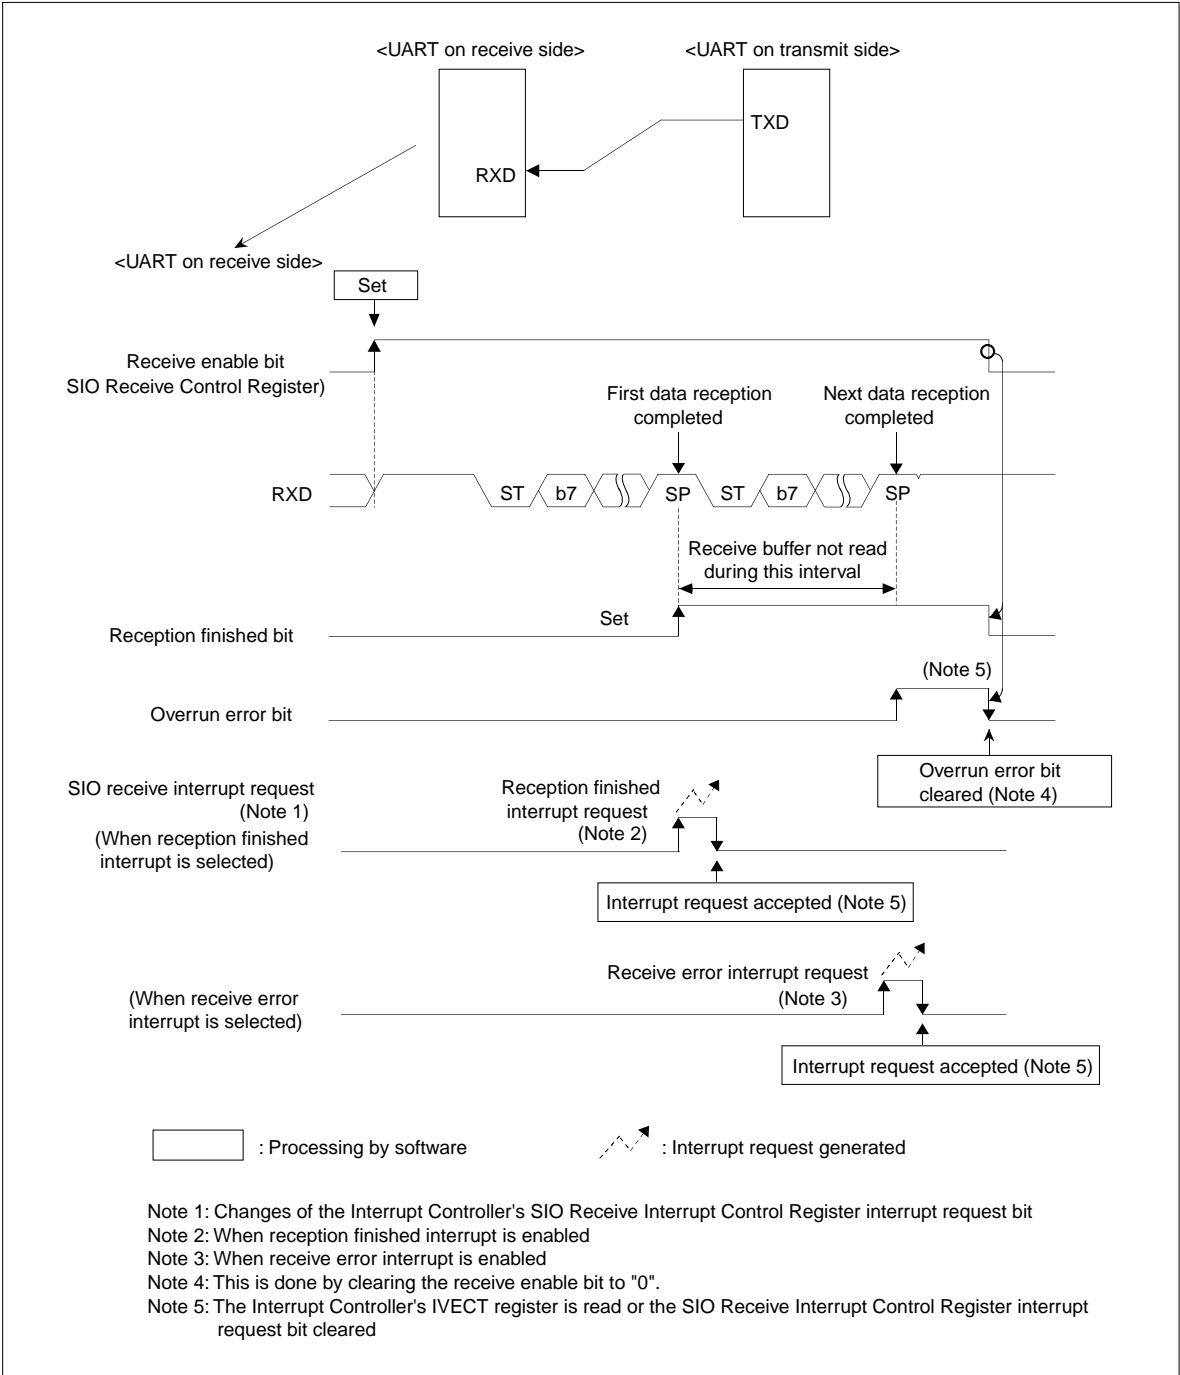 <UART on receive side>
<UART on transmit side>
TXD
RXD
<UART on receive side>
Set
Receive enable bit
SIO Receive Control Register)
First data reception
completed
Next data reception
completed
RXD
ST
b7
SP
ST
b7
SP
Receive buffer not read
during this interval
Set
Reception finished bit
(Note 5)
Overrun error bit
Overrun error bit
cleared (Note 4)
SIO receive interrupt request
(Note 1)
(When reception finished
interrupt is selected)
Reception finished
interrupt request
(Note 2)
Interrupt request accepted (Note 5)
Receive error interrupt request
(Note 3)
(When receive error
interrupt is selected)
Interrupt request accepted (Note 5)
: Processing by software
: Interrupt request generated
Note 1: Changes of the Interrupt Controller's SIO Receive Interrupt Control Register interrupt request bit
Note 2: When reception finished interrupt is enabled
Note 3: When receive error interrupt is enabled
Note 4: This is done by clearing the receive enable bit to "0".
Note 5: The Interrupt Controller's IVECT register is read or the SIO Receive Interrupt Control Register interrupt
request bit cleared